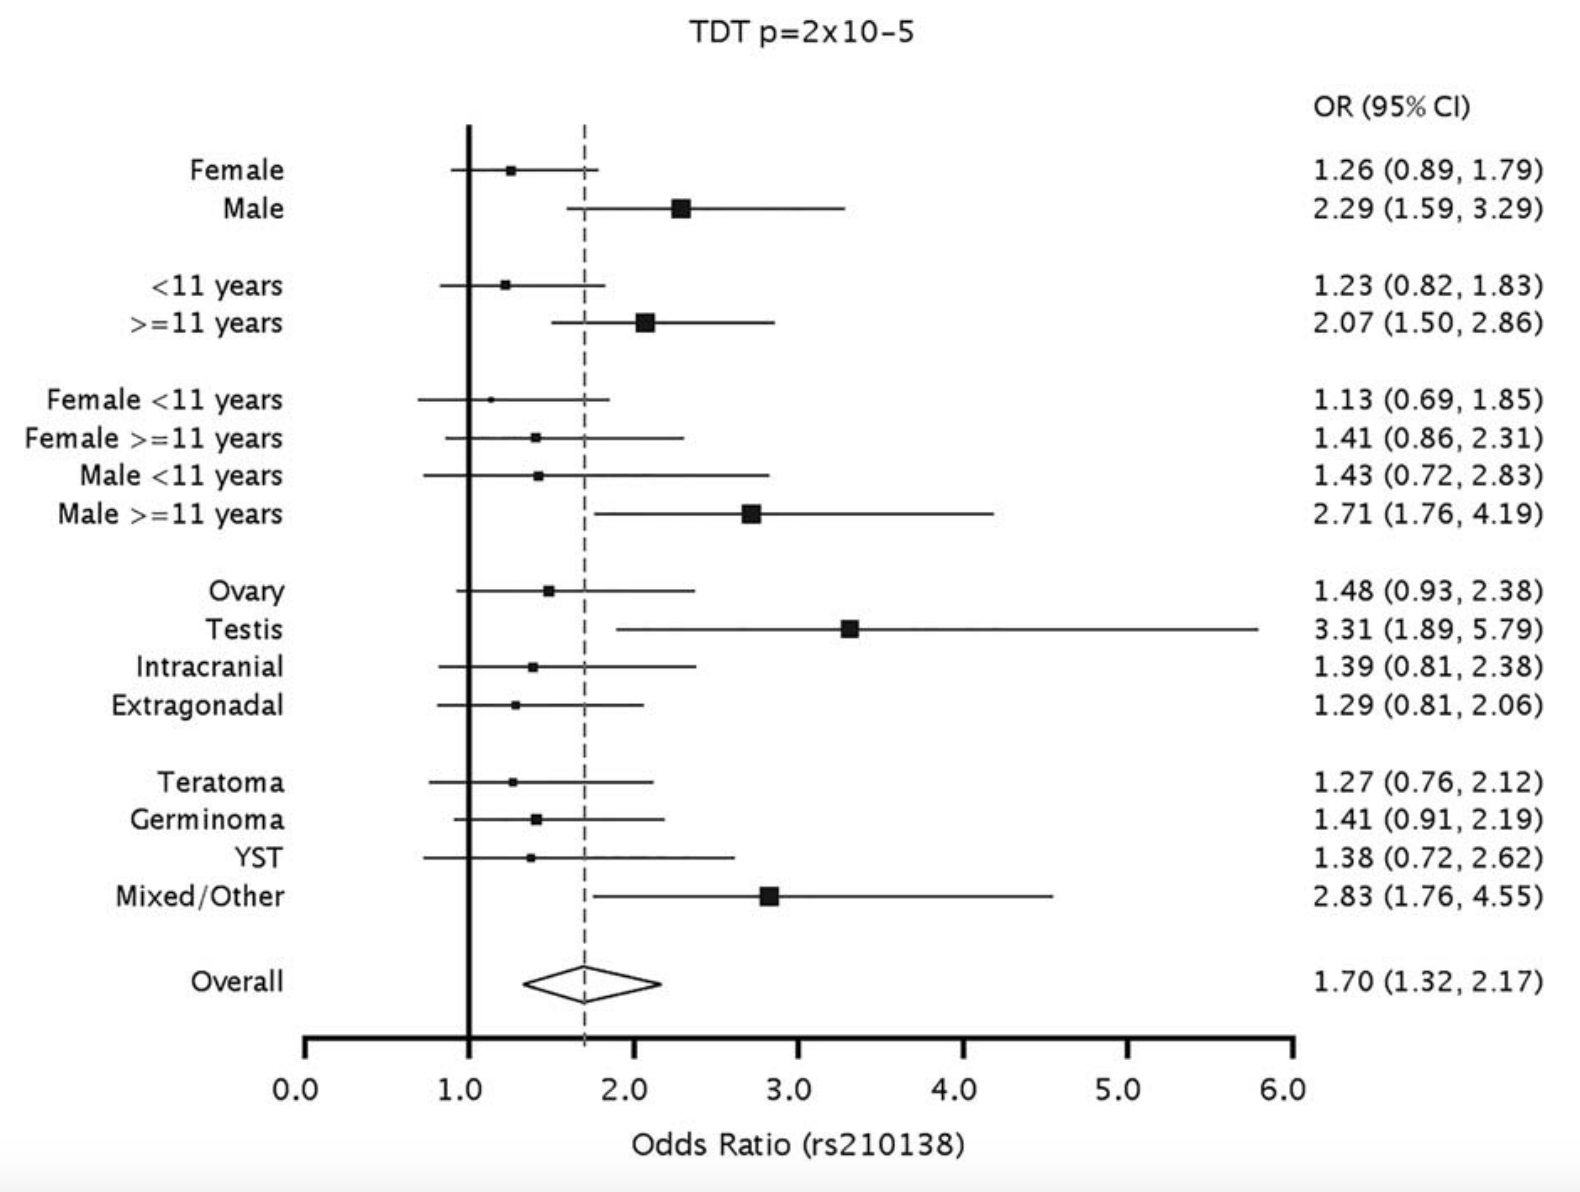 TDT p=2x10-5
OR (95% CI)
Female 1.26 (0.89, 1.79)
Male 2.29 (1.59, 3.29)
<11 years 1.23 (0.82, 1.83)
>=11 years 2.07 (1.50, 2.86)
Female <11 years 1.13 (0.69, 1.85)
Female >=11 years 1.41 (0.86, 2.31)
Male <11 years 1.43 (0.72, 2.83)
Male >=11 years 2.71 (1.76, 4.19)
Ovary 1.48 (0.93, 2.38)
Testis 3.31 (1.89, 5.79)
Intracranial 1.39 (0.81, 2.38)
Extragonadal 1.29 (0.81, 2.06)
Teratoma 1.27 (0.76, 2.12)
Germinoma 1.41 (0.91, 2.19)
YST 1.38 (0.72, 2.62)
Mixed/Other 2.83 (1.76, 4.55)
Overall 1.70 (1.32, 2.17)
0.0 1.0 2.0 3.0 4.0 5.0 6.0
Odds Ratio (rs210138)